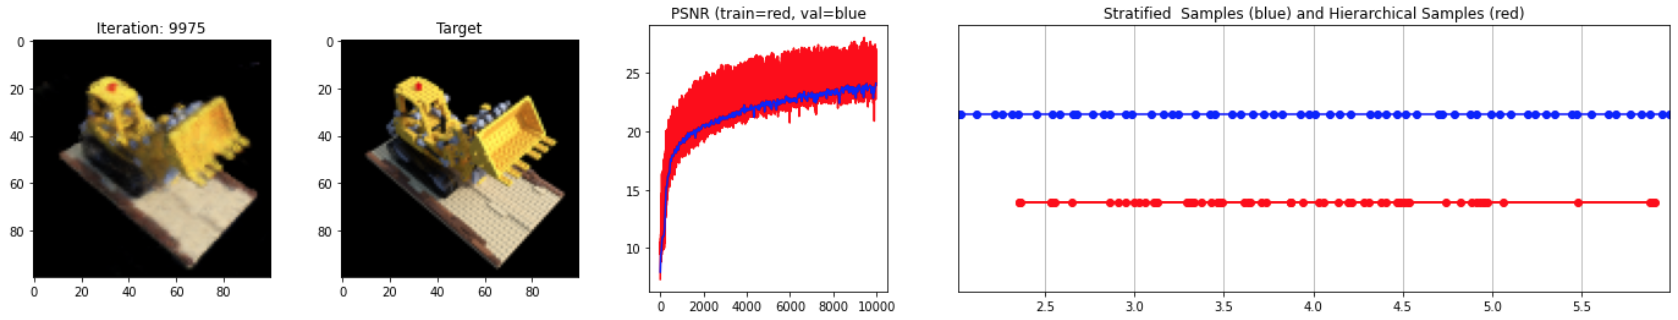 Iteration: 9975
0
20
40
60
80
0 20 40 60 80
Target
0
20
40
60
80
0 20 40 60 80
PSNR (train=red, val=blue
25
20
15
10
0 2000 4000 6000 8000 10000
Stratified  Samples (blue) and Hierarchical Samples (red)
2.5 3.0 3.5 4.0 4.5 5.0 5.5